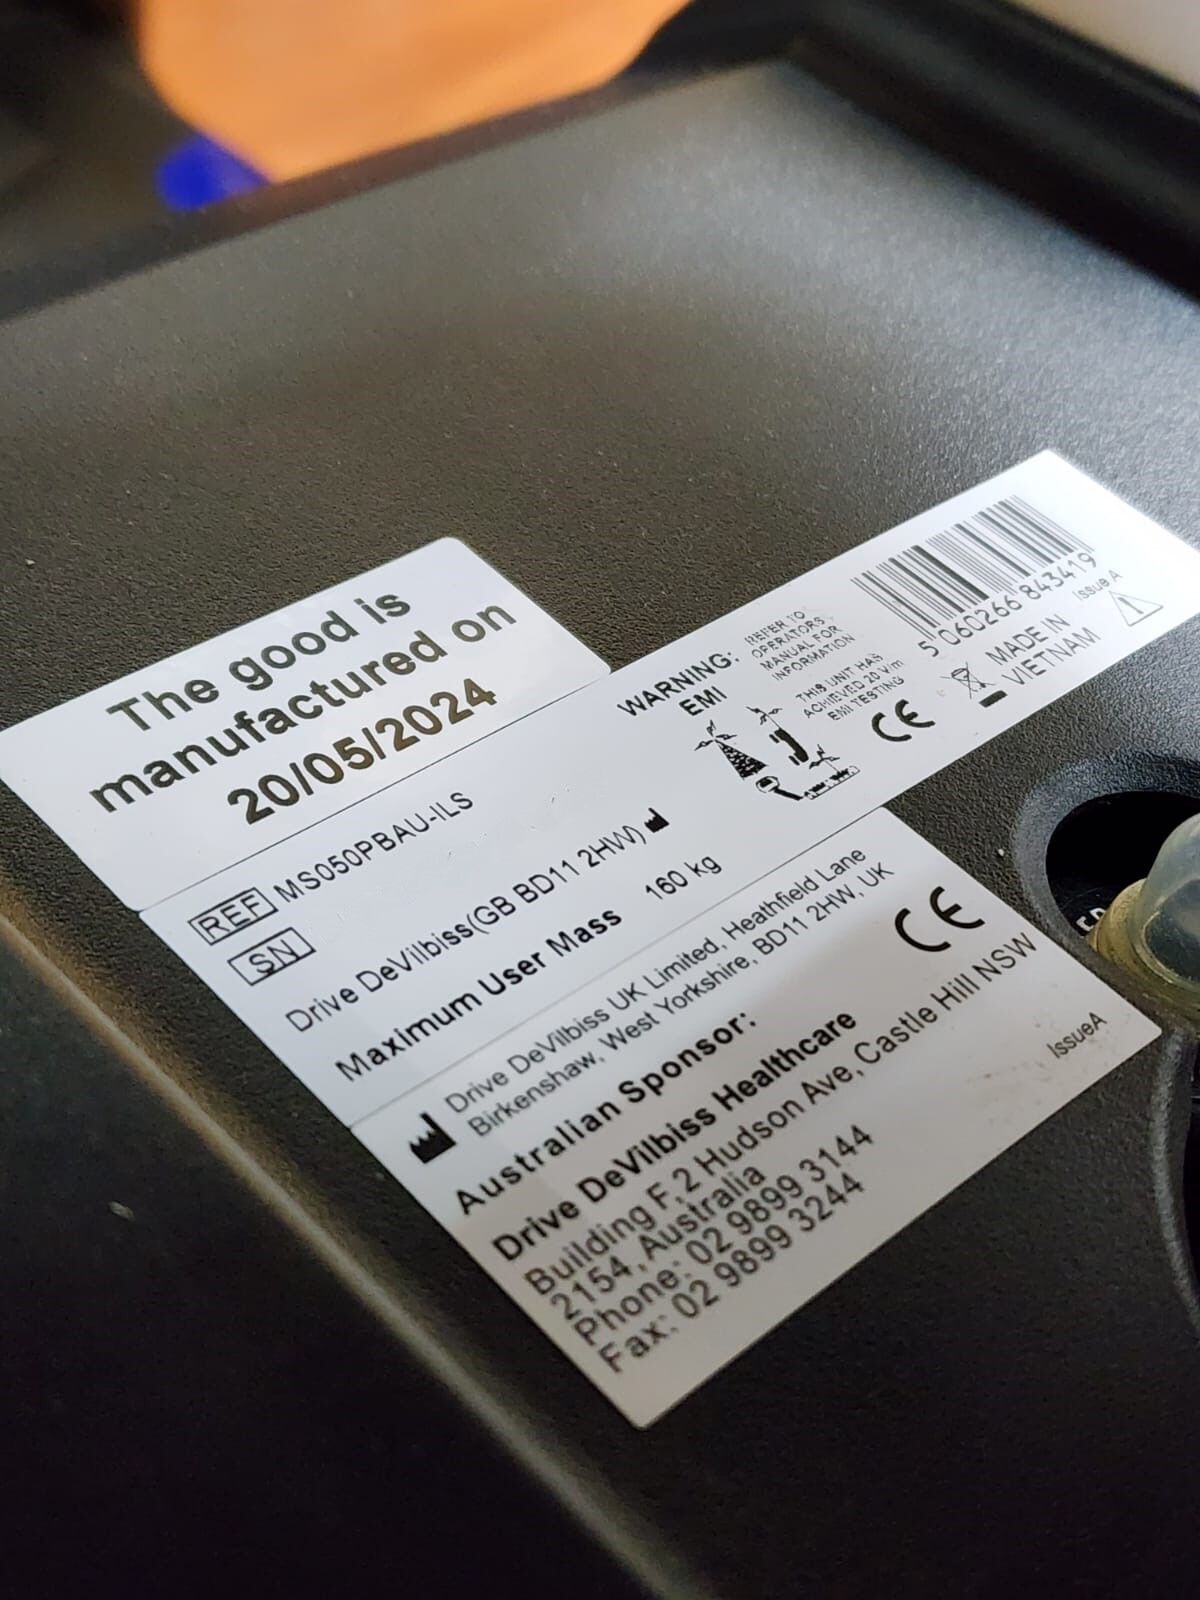 The good is
manufactured on
20/05/2024
REF MS050PBAU-ILS
SN
Drive DeVilbiss(GB BD11 2HW)
Maximum User Mass 160 kg
WARNING:
EMI
REFER TO
OPERATORS
MANUAL FOR
INFORMATION
THIS UNIT HAS
ACHIEVED 20 V/m
EMI TESTING
CE
5 060266 843419
Issue A
MADE IN
VIETNAM
Drive DeVilbiss UK Limited, Heathfield Lane
Birkenshaw, West Yorkshire, BD11 2HW, UK
Australian Sponsor:
CE
Drive DeVilbiss Healthcare
Building F,2 Hudson Ave, Castle Hill NSW
2154, Australia
Phone: 02 9899 3144
Fax: 02 9899 3244
IssueA